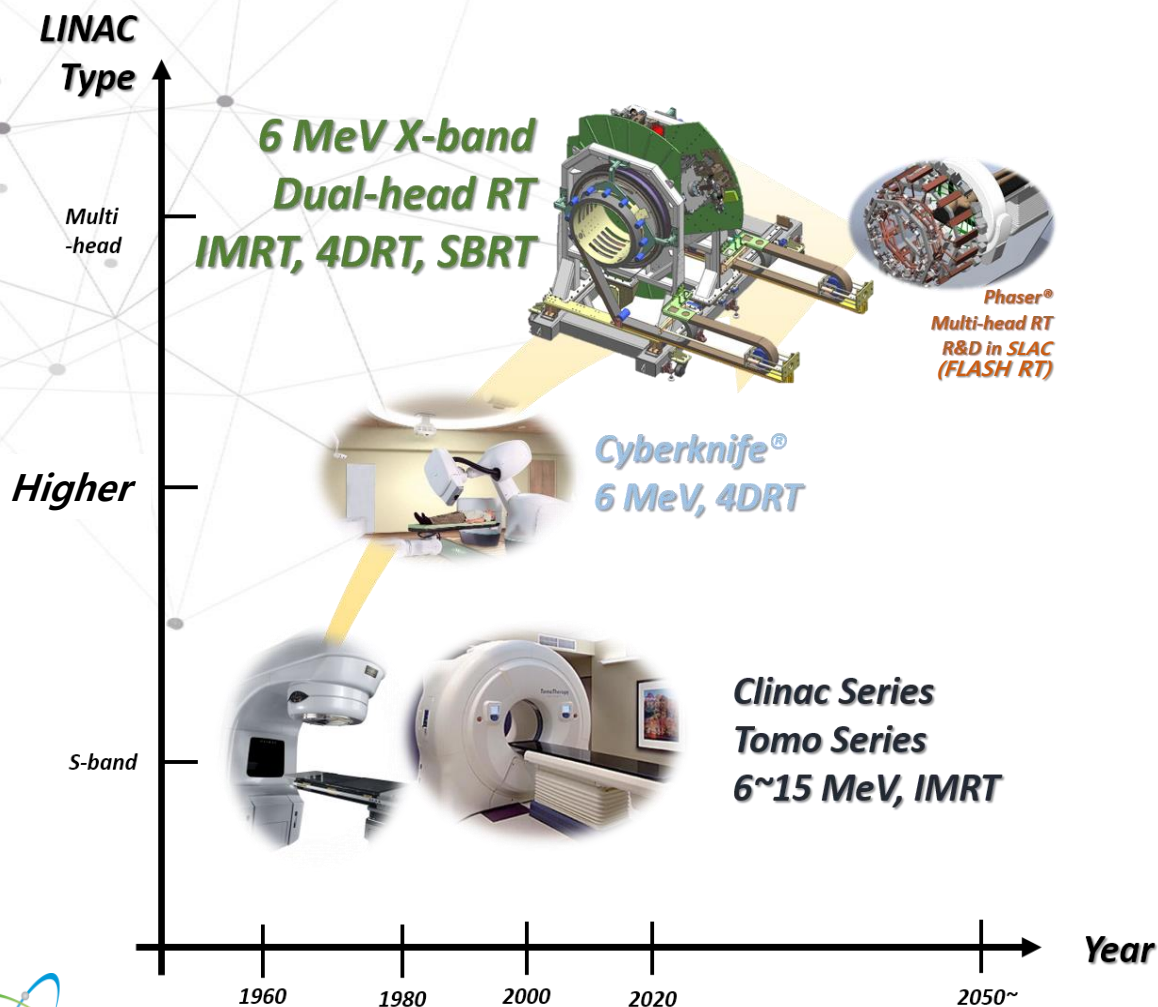 LINAC
Type
6 MeV X-band
Dual-head RT
IMRT, 4DRT, SBRT
Multi
-head
Phaser®
Multi-head RT
R&D in SLAC
(FLASH RT)
Higher
Cyberknife®
6 MeV, 4DRT
S-band
Clinac Series
Tomo Series
6~15 MeV, IMRT
Year
1960
1980
2000
2020
2050~